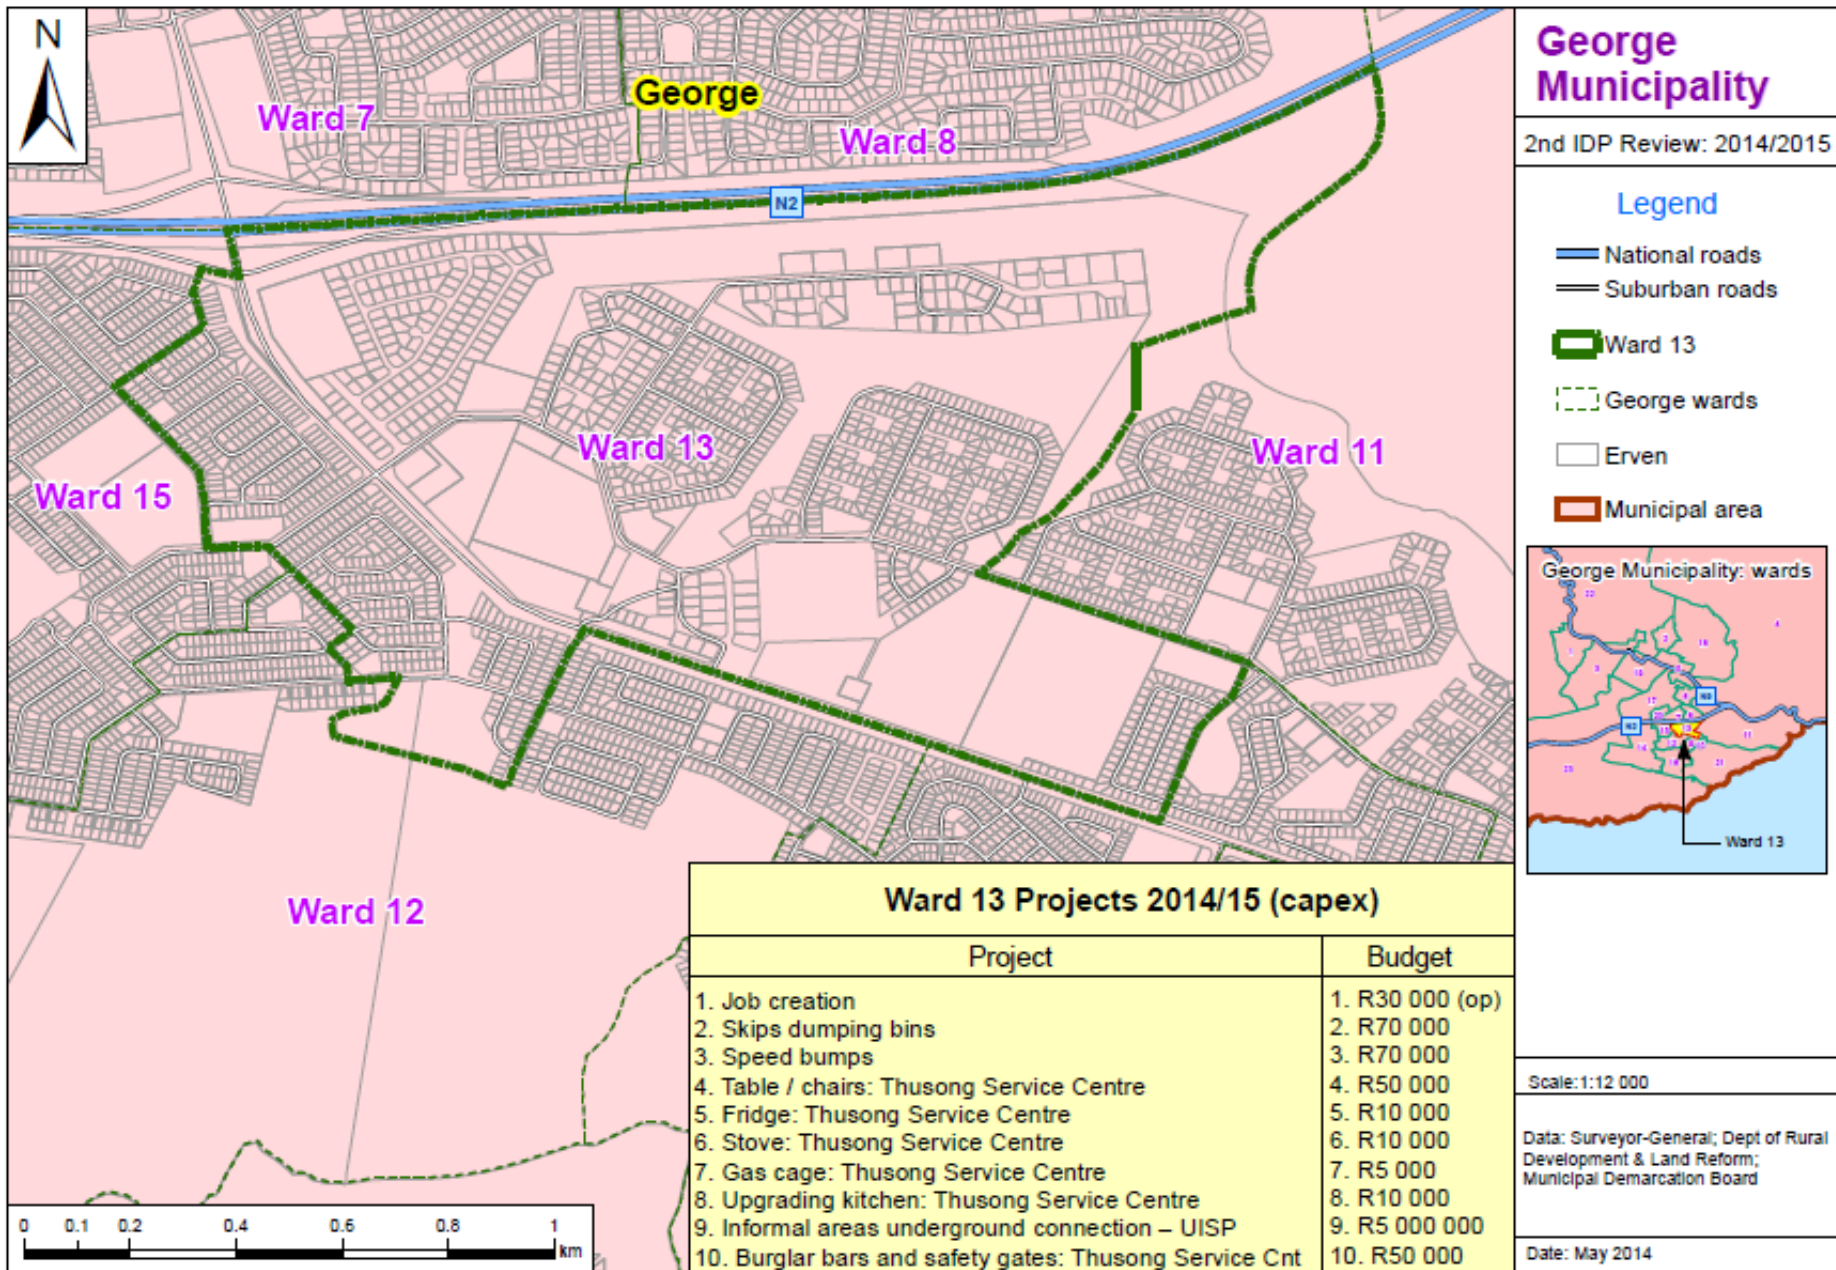 N
George
Ward 7
Ward 8
N2
Ward 13
Ward 11
Ward 15
Ward 12
0 0.1 0.2 0.4 0.6 0.8 1
km
Ward 13 Projects 2014/15 (capex)
Project Budget
1. Job creation 1. R30 000 (op)
2. Skips dumping bins 2. R70 000
3. Speed bumps 3. R70 000
4. Table / chairs: Thusong Service Centre 4. R50 000
5. Fridge: Thusong Service Centre 5. R10 000
6. Stove: Thusong Service Centre 6. R10 000
7. Gas cage: Thusong Service Centre 7. R5 000
8. Upgrading kitchen: Thusong Service Centre 8. R10 000
9. Informal areas underground connection – UISP 9. R5 000 000
10. Burglar bars and safety gates: Thusong Service Cnt 10. R50 000
George
Municipality
2nd IDP Review: 2014/2015
Legend
National roads
Suburban roads
Ward 13
George wards
Erven
Municipal area
George Municipality: wards
Ward 13
Scale:1:12 000
Data: Surveyor-General; Dept of Rural
Development & Land Reform;
Municipal Demarcation Board
Date: May 2014